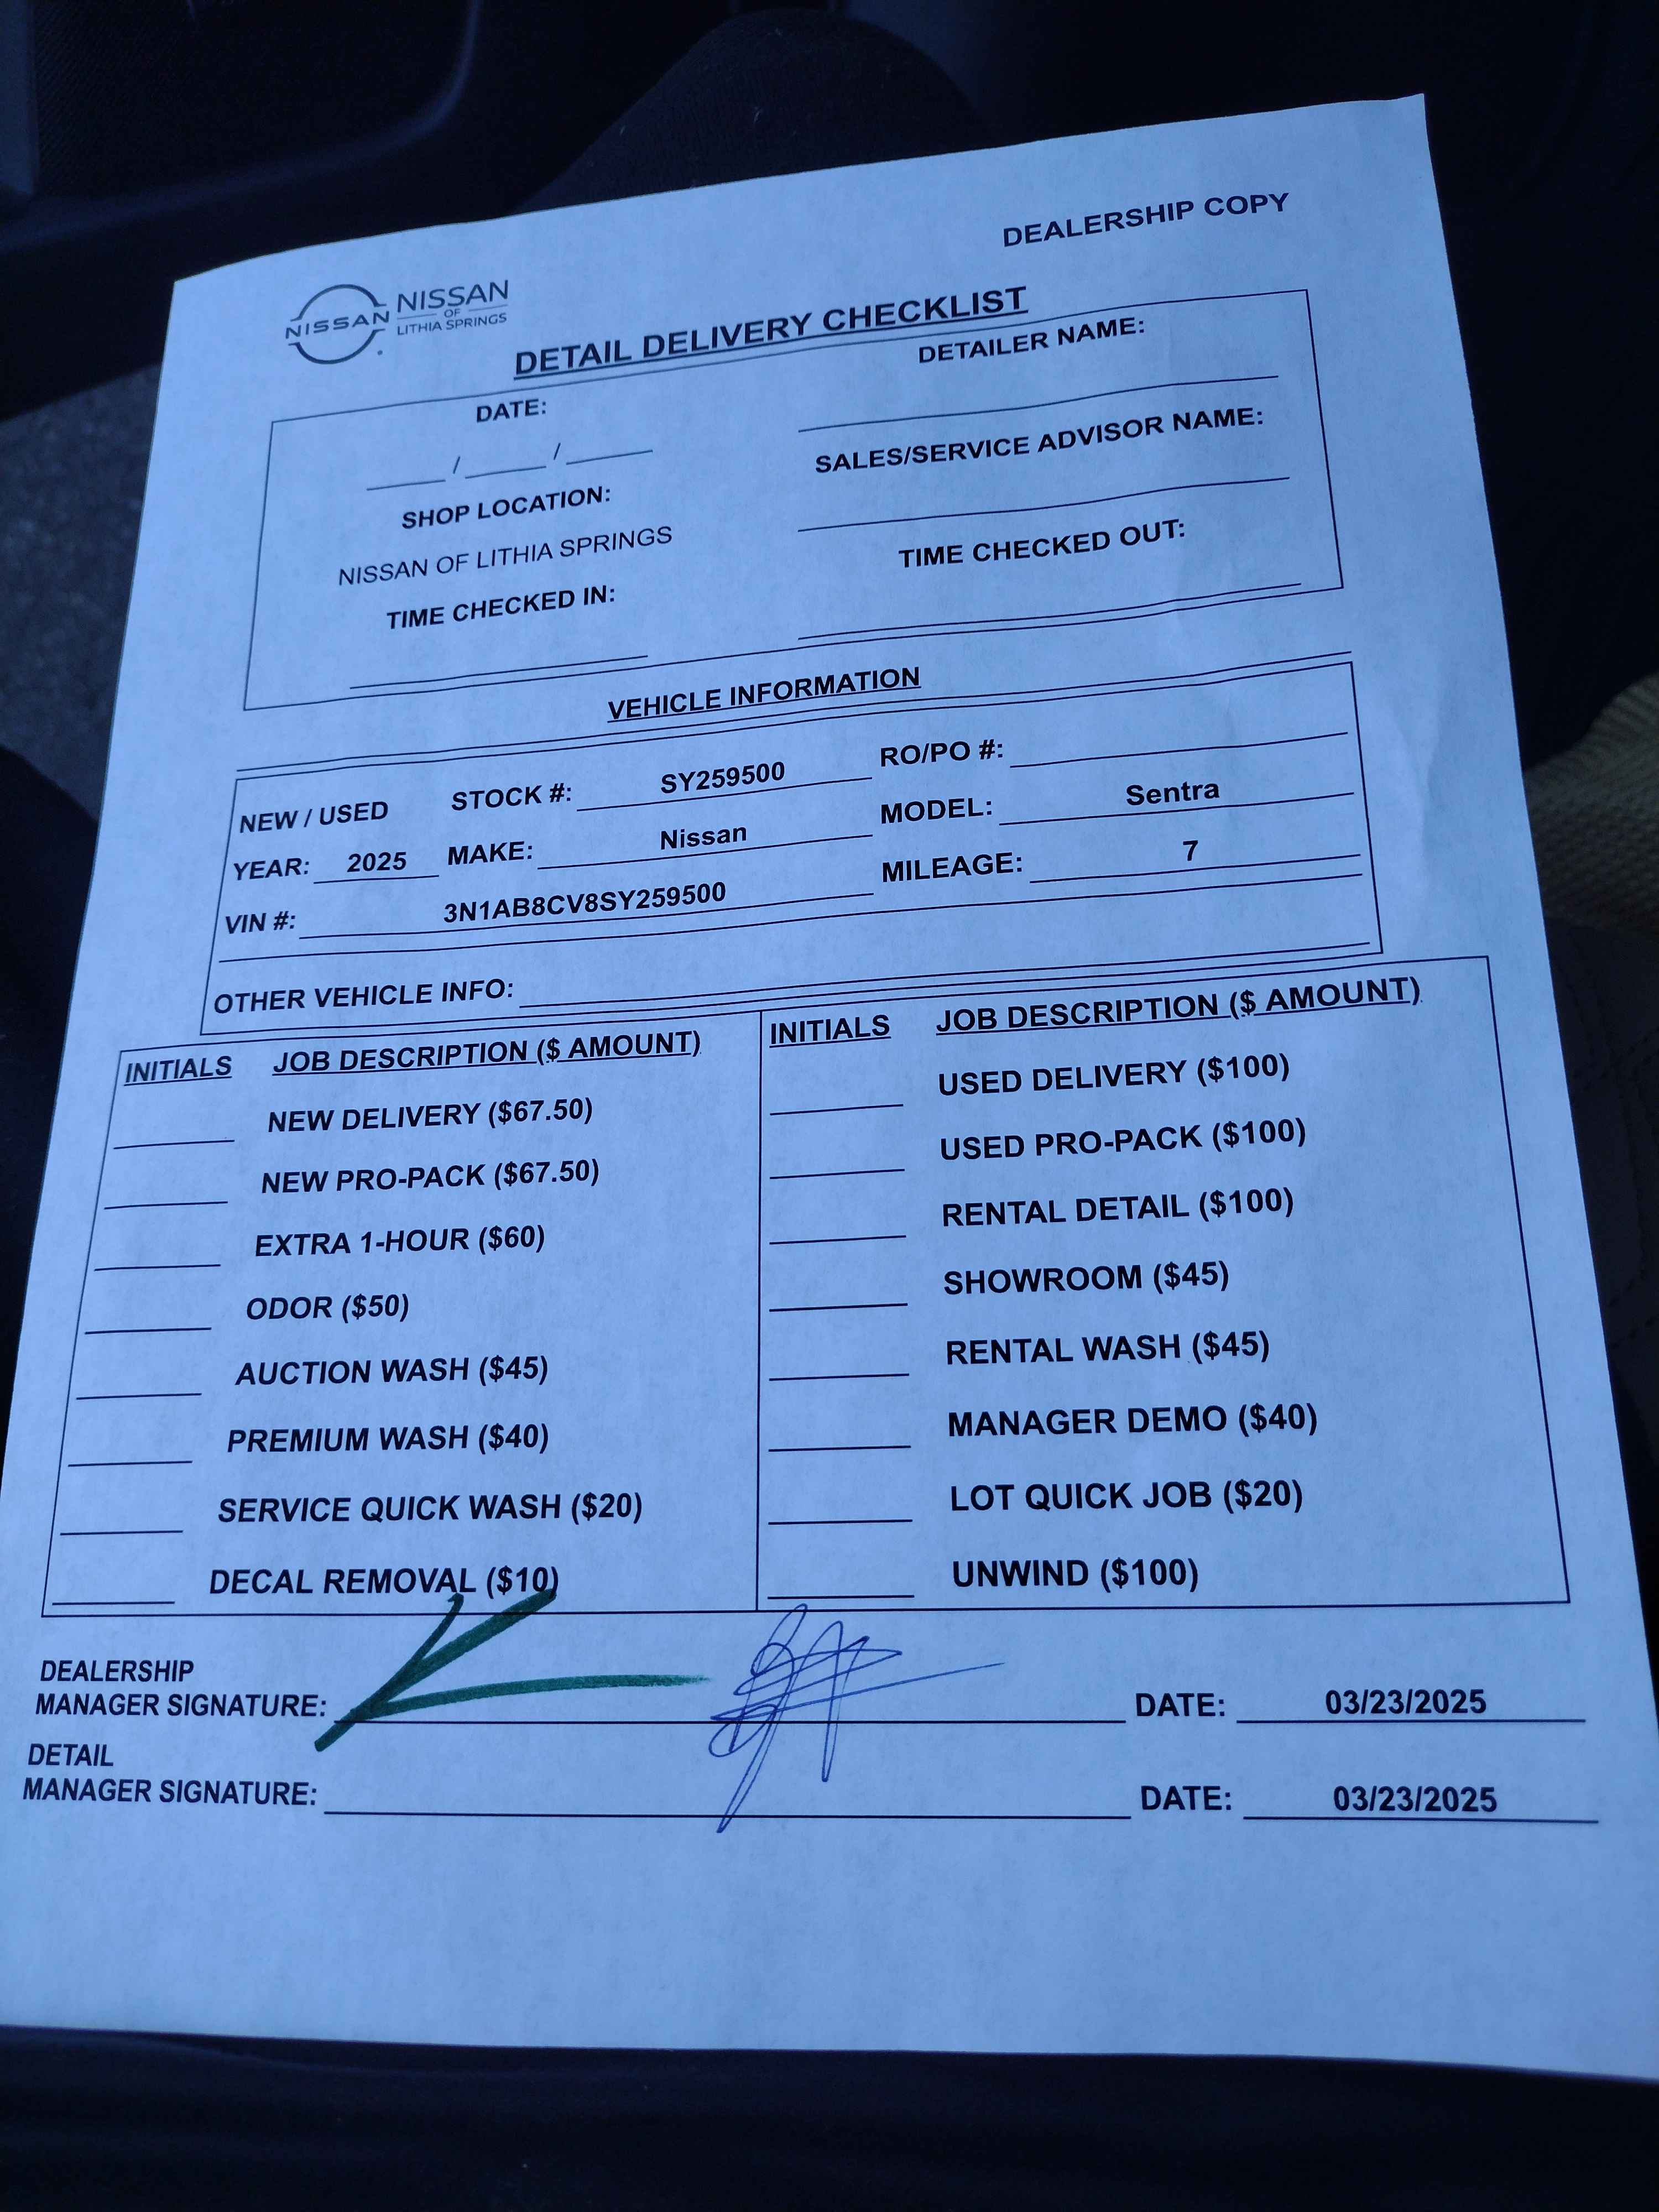 DEALERSHIP COPY
NISSAN
NISSAN
OF
LITHIA SPRINGS
DETAIL DELIVERY CHECKLIST
DATE:
DETAILER NAME:
/ /
SALES/SERVICE ADVISOR NAME:
SHOP LOCATION:
NISSAN OF LITHIA SPRINGS
TIME CHECKED OUT:
TIME CHECKED IN:
VEHICLE INFORMATION
NEW / USED STOCK #: SY259500 RO/PO #:
YEAR: 2025 MAKE: Nissan MODEL: Sentra
VIN #: 3N1AB8CV8SY259500 MILEAGE: 7
OTHER VEHICLE INFO:
INITIALS JOB DESCRIPTION ($ AMOUNT)
NEW DELIVERY ($67.50)
NEW PRO-PACK ($67.50)
EXTRA 1-HOUR ($60)
ODOR ($50)
AUCTION WASH ($45)
PREMIUM WASH ($40)
SERVICE QUICK WASH ($20)
DECAL REMOVAL ($10)
INITIALS JOB DESCRIPTION ($ AMOUNT)
USED DELIVERY ($100)
USED PRO-PACK ($100)
RENTAL DETAIL ($100)
SHOWROOM ($45)
RENTAL WASH ($45)
MANAGER DEMO ($40)
LOT QUICK JOB ($20)
UNWIND ($100)
DEALERSHIP
MANAGER SIGNATURE: DATE: 03/23/2025
DETAIL
MANAGER SIGNATURE: DATE: 03/23/2025